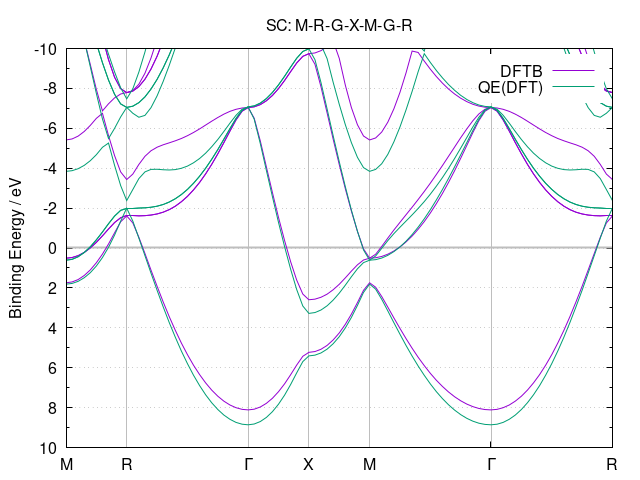 SC: M-R-G-X-M-G-R
-10
-8
-6
-4
-2
0
2
4
6
8
10
Binding Energy / eV
DFTB
QE(DFT)
M R Γ X M Γ R